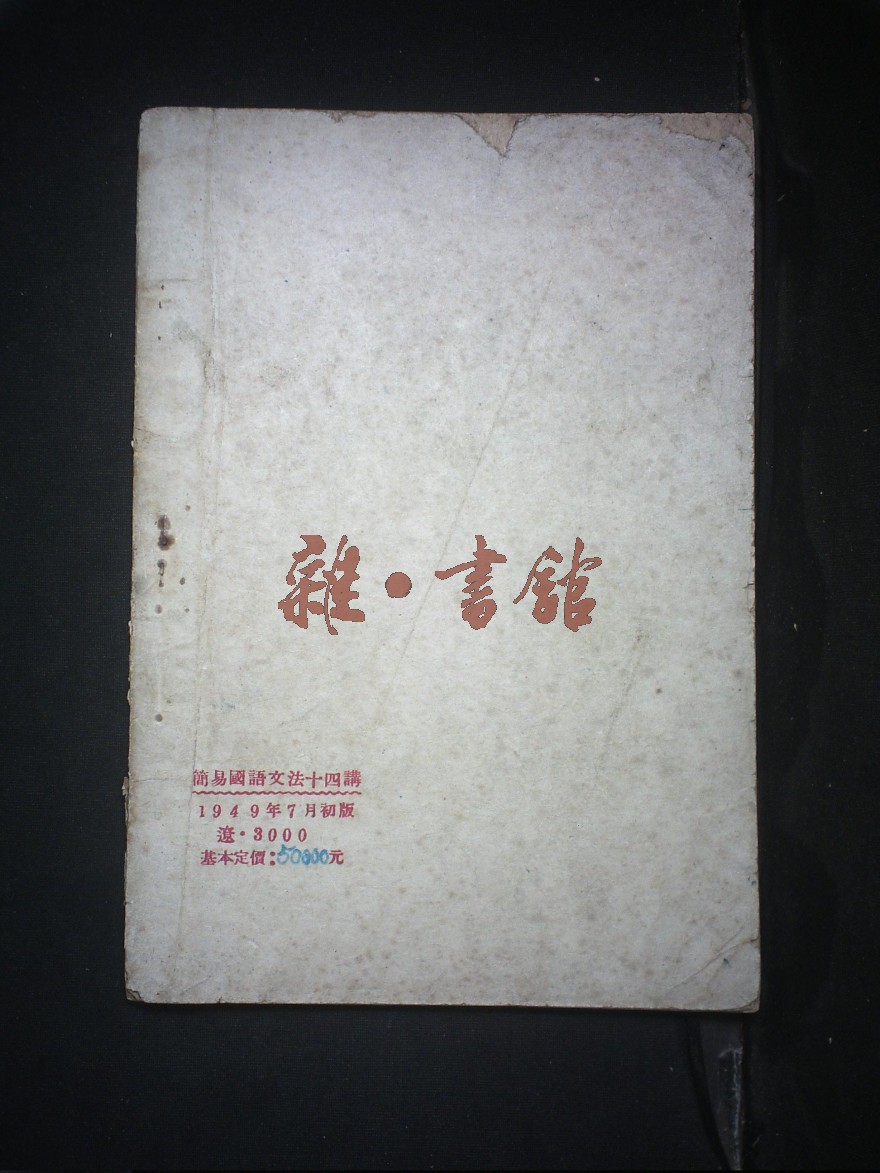 雜·書館
簡易國語文法十四講
1949年7月初版
遼·3000
基本定價:50000元